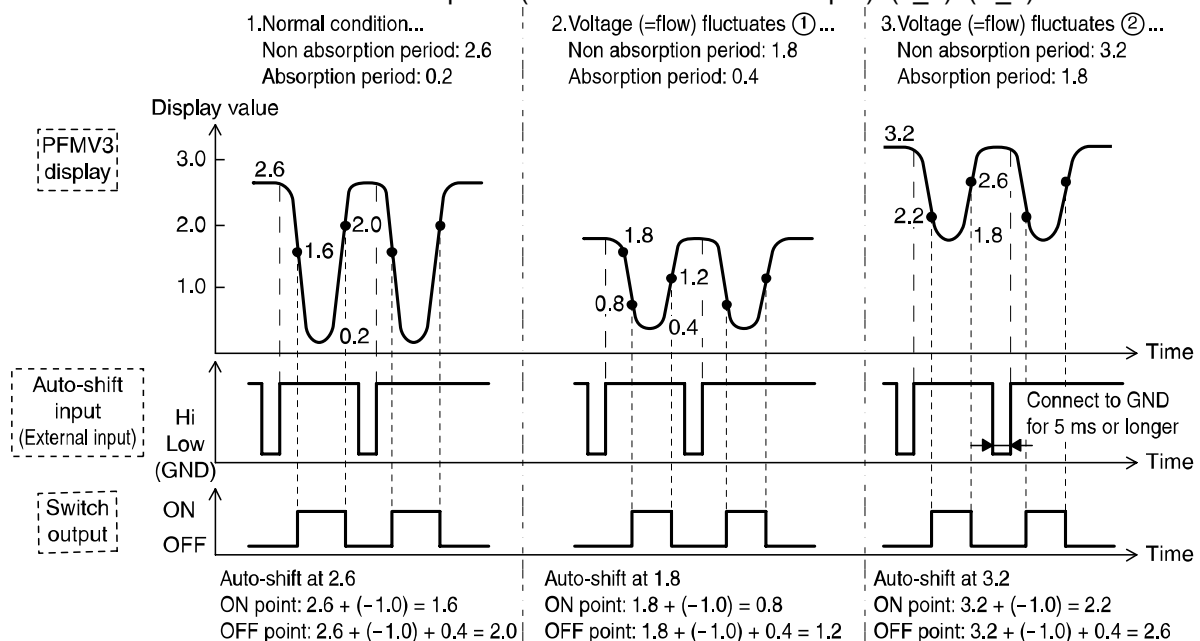 1.Normal condition...
Non absorption period: 2.6
Absorption period: 0.2
2.Voltage (=flow) fluctuates ①...
Non absorption period: 1.8
Absorption period: 0.4
3.Voltage (=flow) fluctuates ②...
Non absorption period: 3.2
Absorption period: 1.8
Display value
PFMV3
display
3.0
2.0
1.0
2.6
1.6
2.0
0.2
1.8
0.8
1.2
0.4
3.2
2.2
2.6
1.8
Time
Auto-shift
input
(External input)
Hi
Low
(GND)
Connect to GND
for 5 ms or longer
Time
Switch
output
ON
OFF
Time
Auto-shift at 2.6
ON point: 2.6 + (−1.0) = 1.6
OFF point: 2.6 + (−1.0) + 0.4 = 2.0
Auto-shift at 1.8
ON point: 1.8 + (−1.0) = 0.8
OFF point: 1.8 + (−1.0) + 0.4 = 1.2
Auto-shift at 3.2
ON point: 3.2 + (−1.0) = 2.2
OFF point: 3.2 + (−1.0) + 0.4 = 2.6